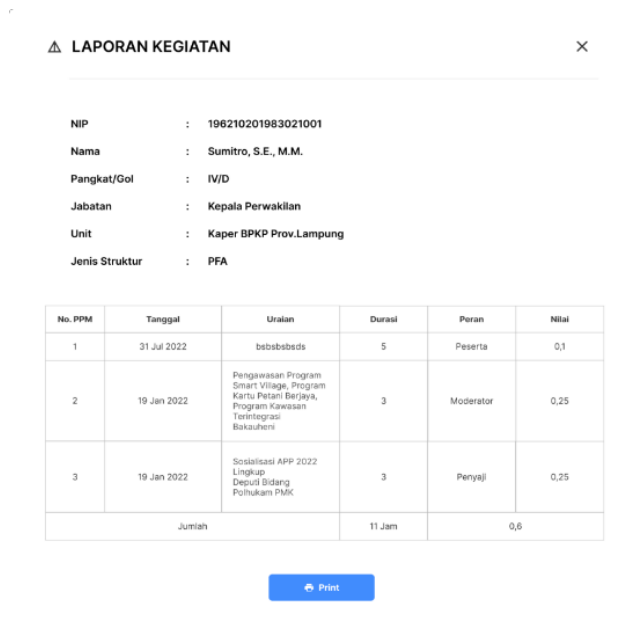 LAPORAN KEGIATAN
NIP : 196210201983021001
Nama : Sumitro, S.E., M.M.
Pangkat/Gol : IV/D
Jabatan : Kepala Perwakilan
Unit : Kaper BPKP Prov.Lampung
Jenis Struktur : PFA
No. PPM Tanggal Uraian Durasi Peran Nilai
1 31 Jul 2022 bsbsbsbsds 5 Peserta 0,1
Pengawasan Program
Smart Village, Program
Kartu Petani Berjaya,
2 19 Jan 2022 Program Kawasan 3 Moderator 0,25
Terintegrasi
Bakauheni
Sosialisasi APP 2022
Lingkup
3 19 Jan 2022 Deputi Bidang 3 Penyaji 0,25
Polhukam PMK
Jumlah 11 Jam 0,6
Print